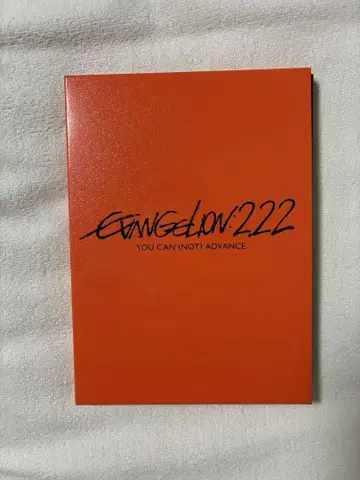 EVANGELION:2.22
YOU CAN (NOT) ADVANCE.